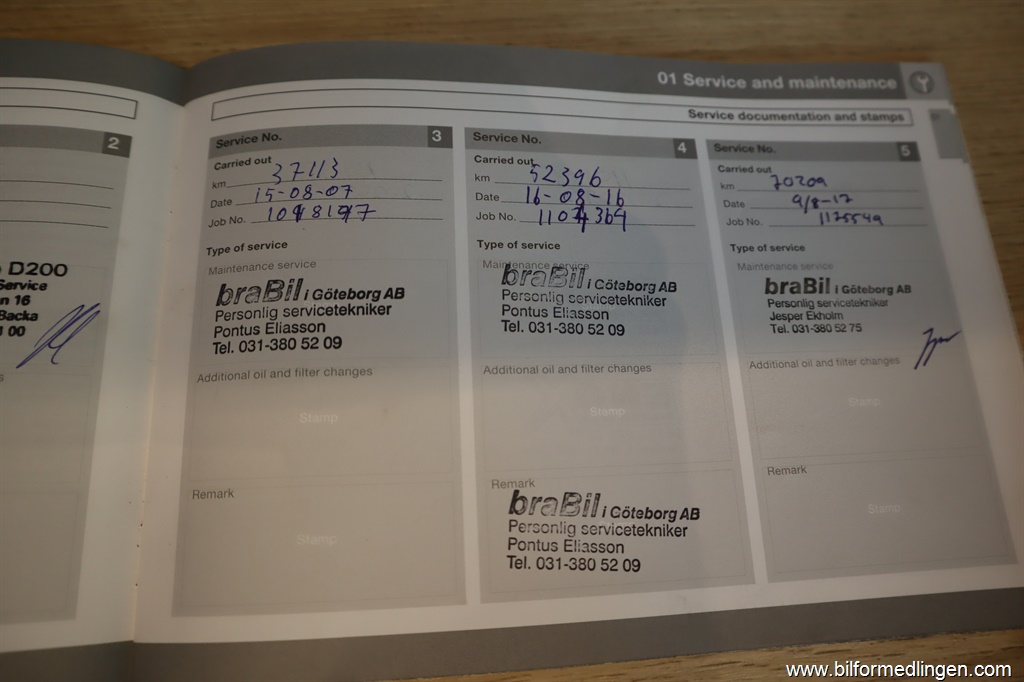 01 Service and maintenance
Service documentation and stamps
2
D200
Service
n 16
Backa
1 00
Service No. 3
Carried out
km 37113
Date 15-08-07
Job No. 1048197
Type of service
Maintenance service
braBil i Göteborg AB
Personlig servicetekniker
Pontus Eliasson
Tel. 031-380 52 09
Additional oil and filter changes
Stamp
Remark
Stamp
Service No. 4
Carried out
km 52396
Date 16-08-16
Job No. 1104369
Type of service
Maintenance service
braBil i Göteborg AB
Personlig servicetekniker
Pontus Eliasson
Tel. 031-380 52 09
Additional oil and filter changes
Stamp
Remark
braBil i Göteborg AB
Personlig servicetekniker
Pontus Eliasson
Tel. 031-380 52 09
Service No. 5
Carried out
km 70209
Date 9/8-17
Job No. 1125549
Type of service
Maintenance service
braBil i Göteborg AB
Personlig servicetekniker
Jesper Ekholm
Tel. 031-380 52 75
Additional oil and filter changes
Stamp
Remark
Stamp
www.bilformedlingen.com